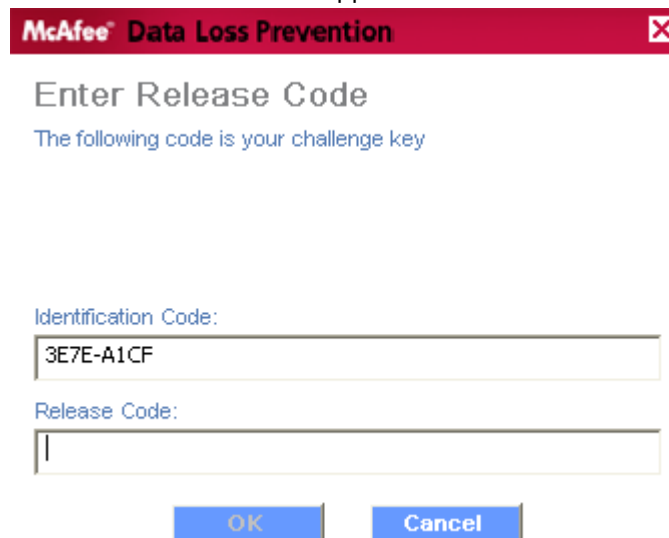 McAfee® Data Loss Prevention
Enter Release Code
The following code is your challenge key
Identification Code:
3E7E-A1CF
Release Code:
OK
Cancel